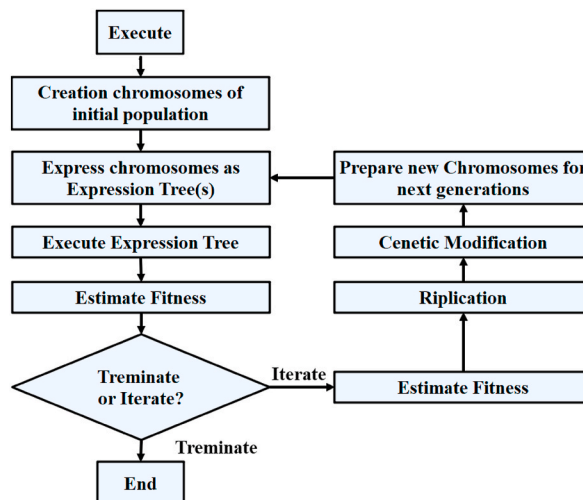 Execute
Creation chromosomes of
initial population
Express chromosomes as
Expression Tree(s)
Execute Expression Tree
Estimate Fitness
Treminate
or Iterate?
Treminate
End
Iterate
Estimate Fitness
Riplication
Cenetic Modification
Prepare new Chromosomes for
next generations